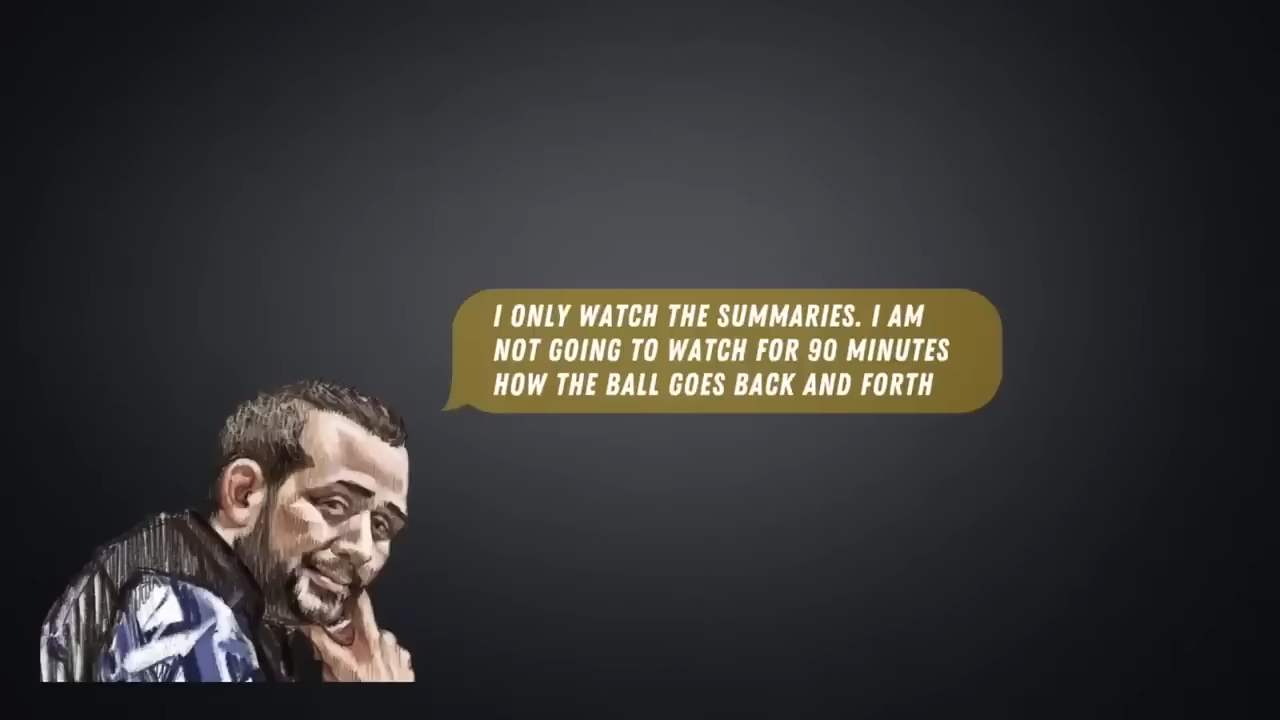 I ONLY WATCH THE SUMMARIES. I AM
NOT GOING TO WATCH FOR 90 MINUTES
HOW THE BALL GOES BACK AND FORTH